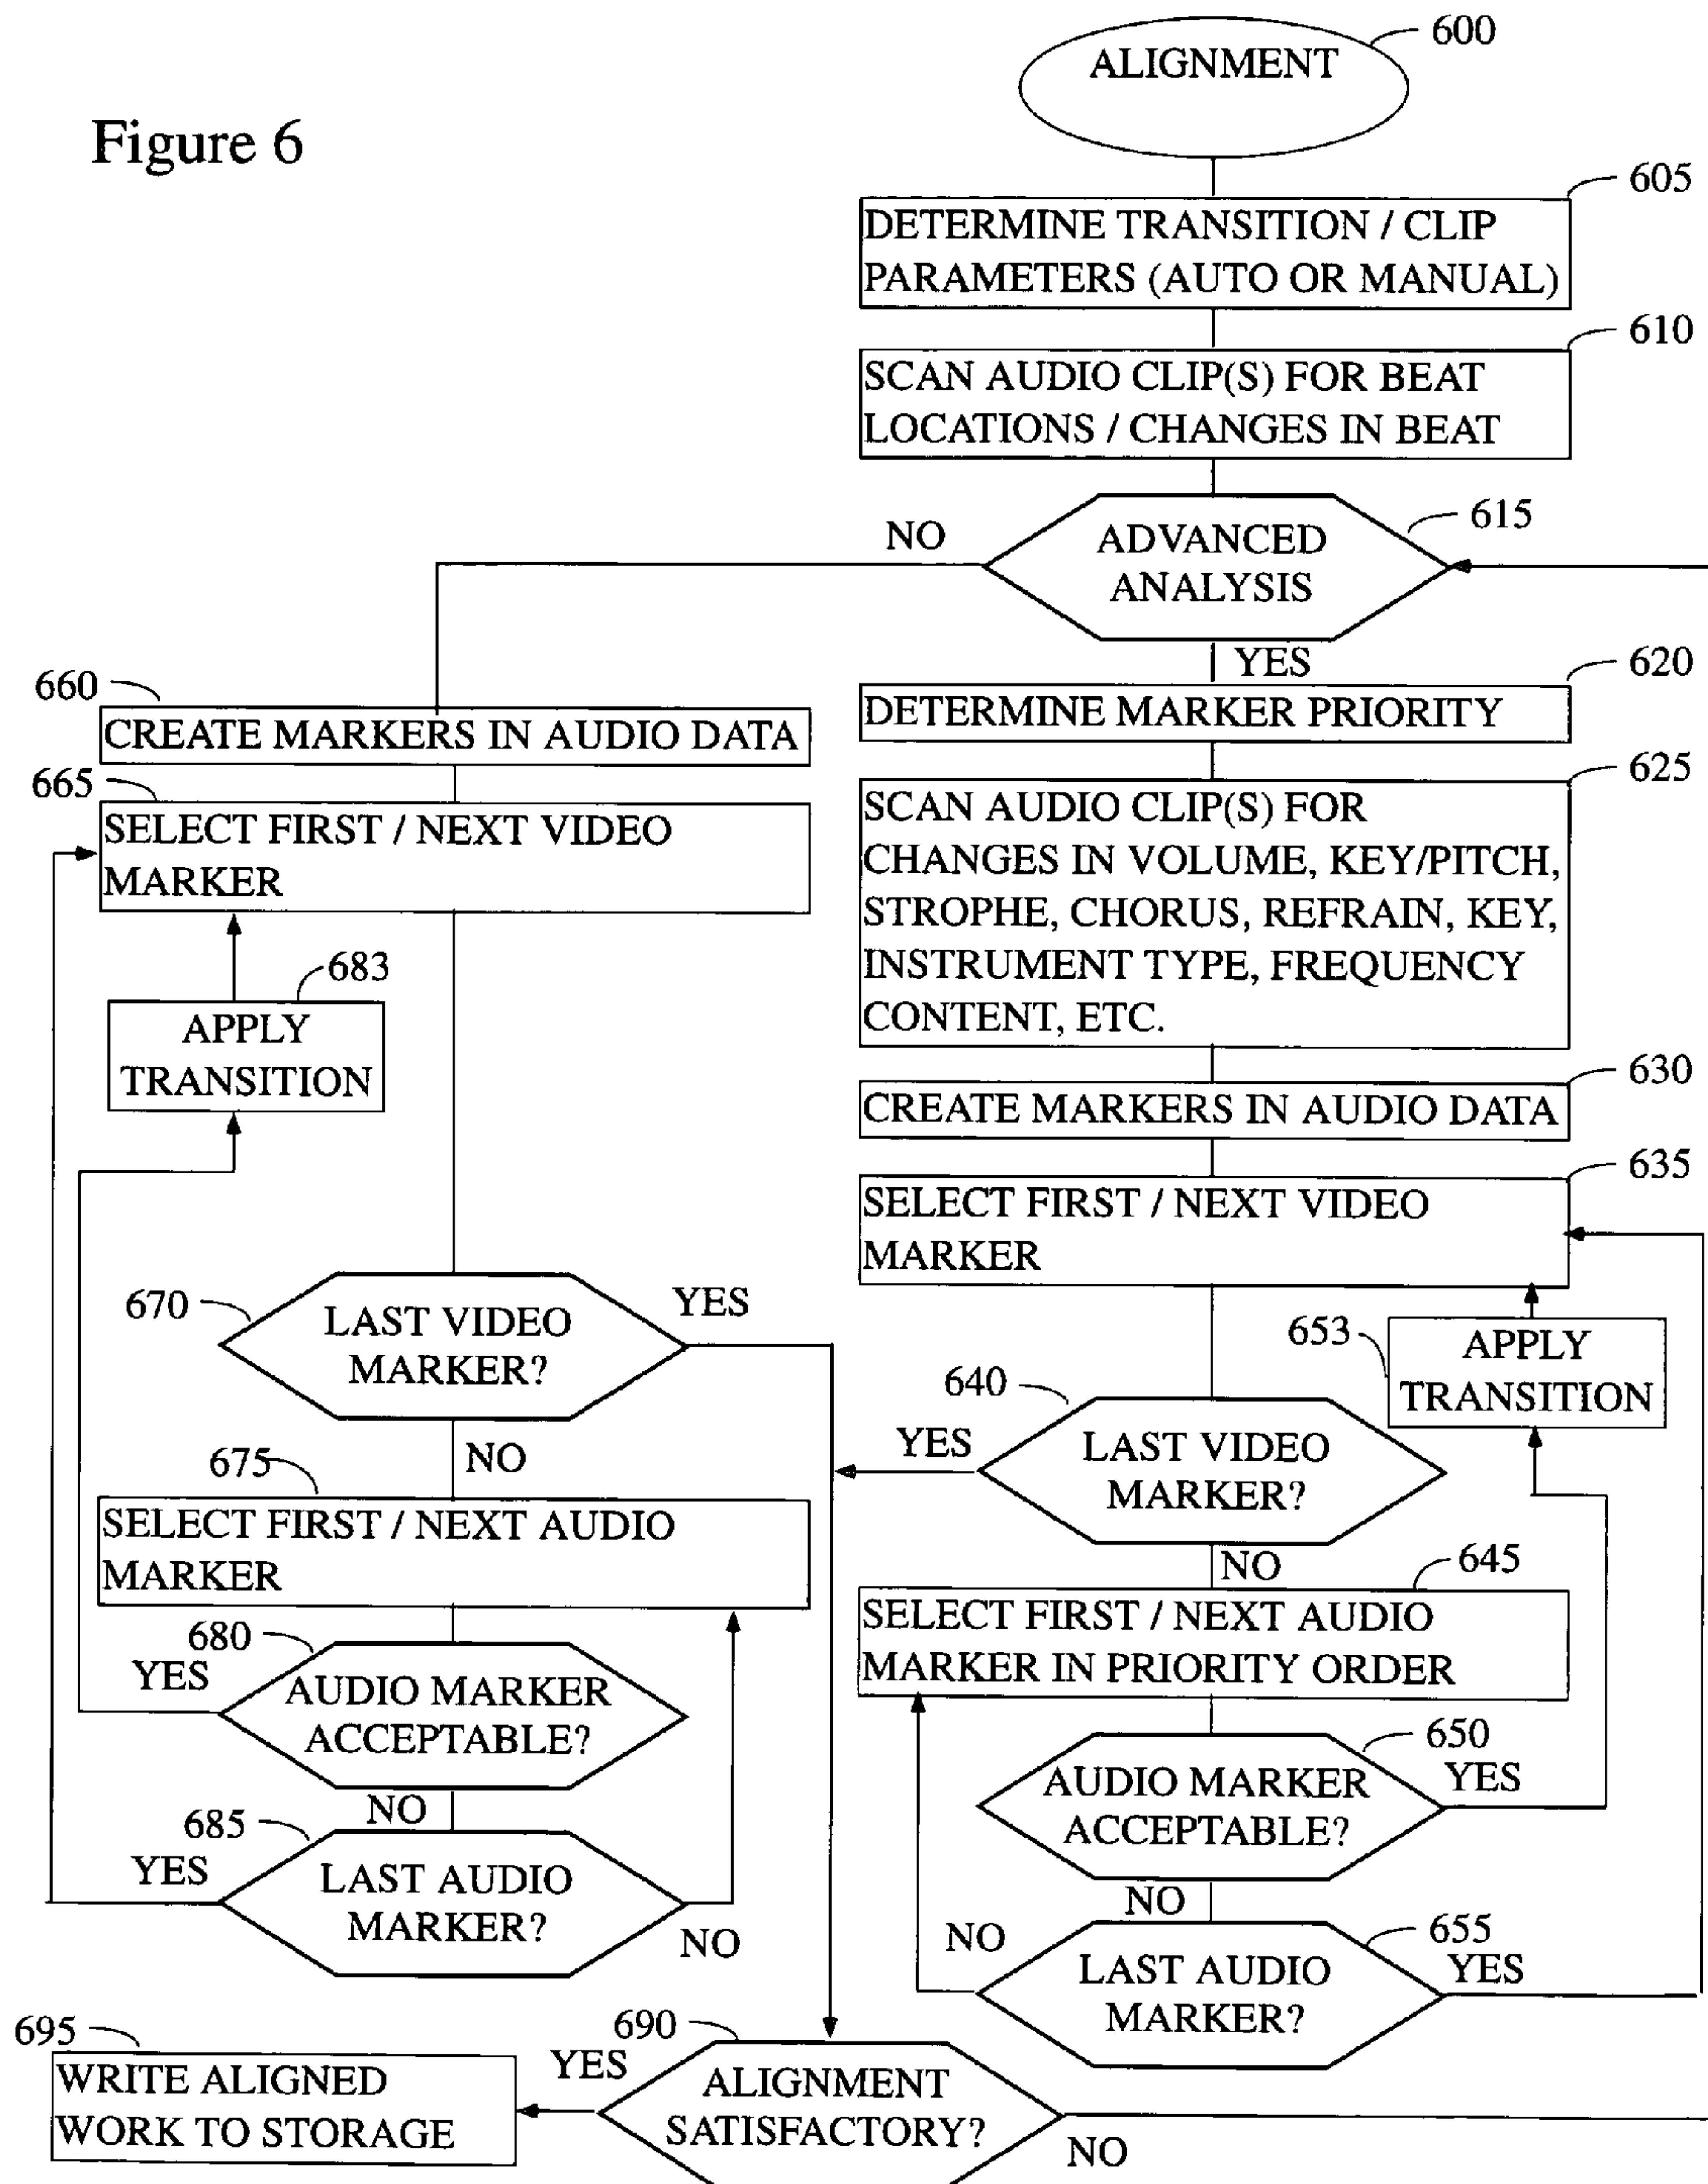 Figure 6
ALIGNMENT
600
605
DETERMINE TRANSITION / CLIP
PARAMETERS (AUTO OR MANUAL)
610
SCAN AUDIO CLIP(S) FOR BEAT
LOCATIONS / CHANGES IN BEAT
615
ADVANCED
ANALYSIS
NO
YES
620
DETERMINE MARKER PRIORITY
625
SCAN AUDIO CLIP(S) FOR
CHANGES IN VOLUME, KEY/PITCH,
STROPHE, CHORUS, REFRAIN, KEY,
INSTRUMENT TYPE, FREQUENCY
CONTENT, ETC.
630
CREATE MARKERS IN AUDIO DATA
635
SELECT FIRST / NEXT VIDEO
MARKER
653
APPLY
TRANSITION
640
LAST VIDEO
MARKER?
YES
NO
645
SELECT FIRST / NEXT AUDIO
MARKER IN PRIORITY ORDER
650
AUDIO MARKER
ACCEPTABLE?
YES
NO
655
LAST AUDIO
MARKER?
NO
YES
660
CREATE MARKERS IN AUDIO DATA
665
SELECT FIRST / NEXT VIDEO
MARKER
683
APPLY
TRANSITION
670
LAST VIDEO
MARKER?
YES
NO
675
SELECT FIRST / NEXT AUDIO
MARKER
680
YES
AUDIO MARKER
ACCEPTABLE?
NO
685
YES
LAST AUDIO
MARKER?
NO
690
ALIGNMENT
SATISFACTORY?
YES
NO
695
WRITE ALIGNED
WORK TO STORAGE